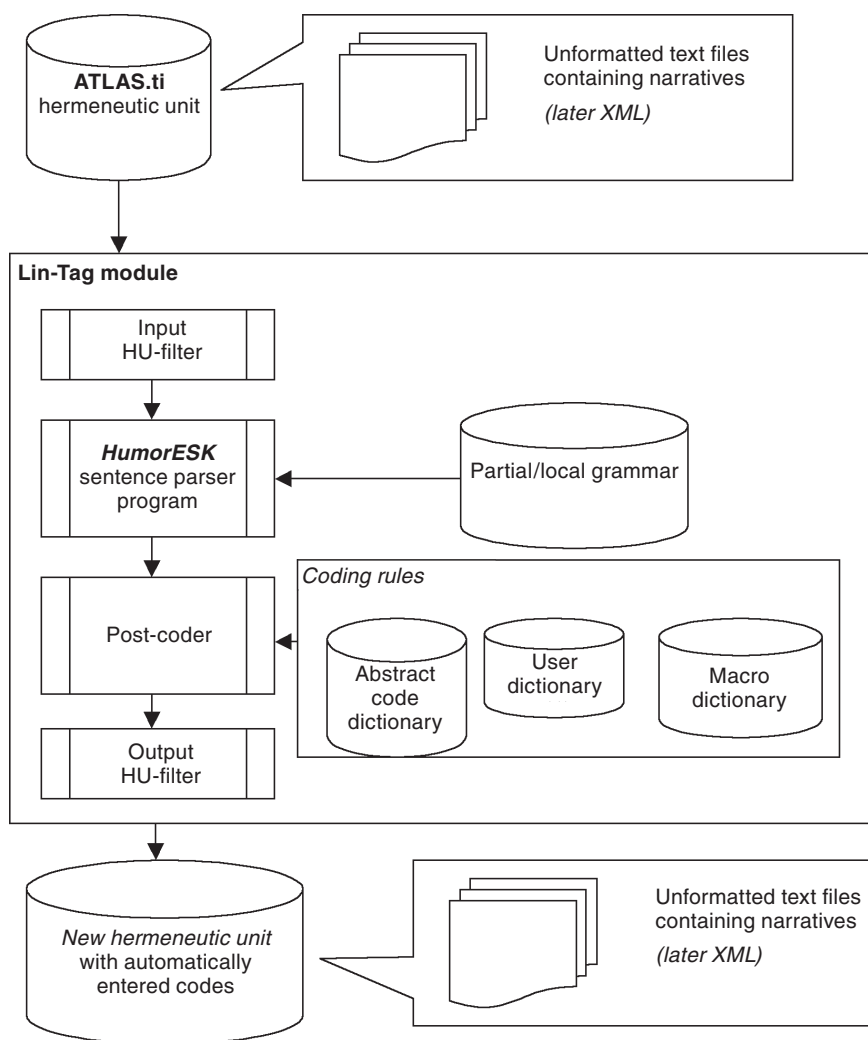 ATLAS.ti
hermeneutic unit
Unformatted text files
containing narratives
(later XML)
Lin-Tag module
Input
HU-filter
HumorESK
sentence parser
program
Partial/local grammar
Coding rules
Post-coder
Abstract
code
dictionary
User
dictionary
Macro
dictionary
Output
HU-filter
New hermeneutic unit
with automatically
entered codes
Unformatted text files
containing narratives
(later XML)